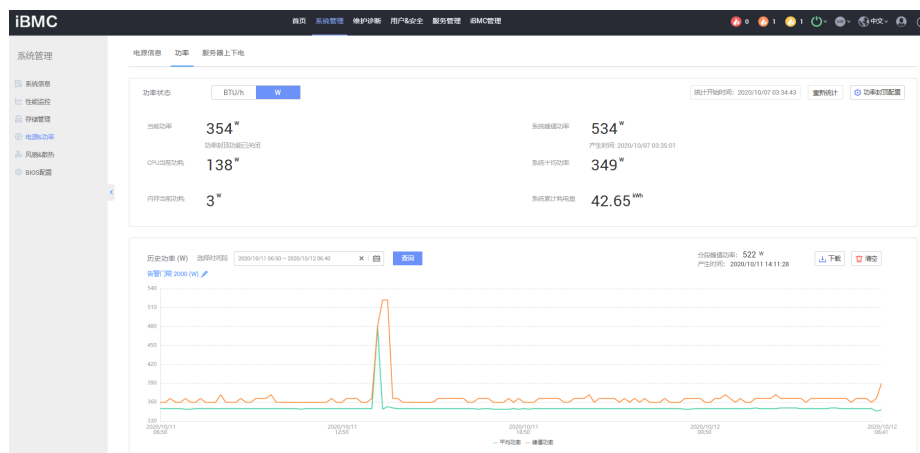 iBMC
首页 系统管理 维护诊断 用户&安全 服务管理 iBMC管理
0 1 1 中文
系统管理
系统信息
性能监控
存储管理
电源&功率
风扇&散热
BIOS配置
电源信息 功率 服务器上下电
功率状态 BTU/h W
统计开始时间: 2020/10/07 03:34:43 重新统计 功率封顶配置
当前功率 354 W
功率封顶功能已关闭
系统峰值功率 534 W
产生时间: 2020/10/07 03:35:01
CPU当前功耗 138 W
系统平均功率 349 W
内存当前功耗 3 W
系统累计耗电量 42.65 kWh
历史功率 (W) 选择时间段 2020/10/11 06:50 ~ 2020/10/12 06:40 × 查询
分段峰值功率: 522 W
产生时间: 2020/10/11 14:11:28
下载 清空
告警门限 2000 (W)
540
510
480
450
420
390
360
330
2020/10/11 06:50
2020/10/11 12:50
2020/10/11 18:50
2020/10/12 00:50
2020/10/12 06:41
平均功率 峰值功率